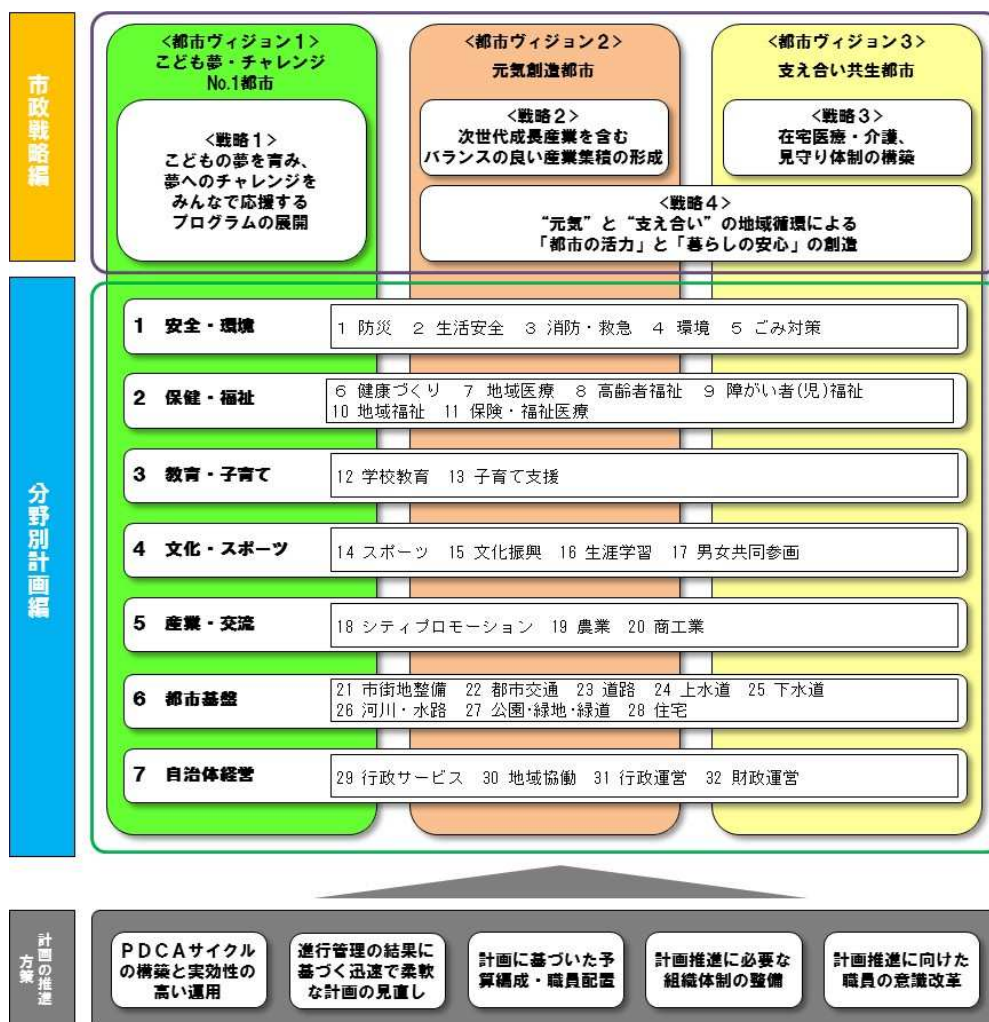 市政戦略編
＜都市ヴィジョン１＞
こども夢・チャレンジ
No.1都市
＜戦略１＞
こどもの夢を育み、
夢へのチャレンジを
みんなで応援する
プログラムの展開
＜都市ヴィジョン２＞
元気創造都市
＜戦略２＞
次世代成長産業を含む
バランスの良い産業集積の形成
＜都市ヴィジョン３＞
支え合い共生都市
＜戦略３＞
在宅医療・介護、
見守り体制の構築
＜戦略４＞
“元気”と“支え合い”の地域循環による
「都市の活力」と「暮らしの安心」の創造
分野別計画編
1 安全・環境
1 防災 2 生活安全 3 消防・救急 4 環境 5 ごみ対策
2 保健・福祉
6 健康づくり 7 地域医療 8 高齢者福祉 9 障がい者(児)福祉
10 地域福祉 11 保険・福祉医療
3 教育・子育て
12 学校教育 13 子育て支援
4 文化・スポーツ
14 スポーツ 15 文化振興 16 生涯学習 17 男女共同参画
5 産業・交流
18 シティプロモーション 19 農業 20 商工業
6 都市基盤
21 市街地整備 22 都市交通 23 道路 24 上水道 25 下水道
26 河川・水路 27 公園・緑地・緑道 28 住宅
7 自治体経営
29 行政サービス 30 地域協働 31 行政運営 32 財政運営
計画の推進
方策
ＰＤＣＡサイクル
の構築と実効性の
高い運用
進行管理の結果に
基づく迅速で柔軟
な計画の見直し
計画に基づいた予
算編成・職員配置
計画推進に必要な
組織体制の整備
計画推進に向けた
職員の意識改革